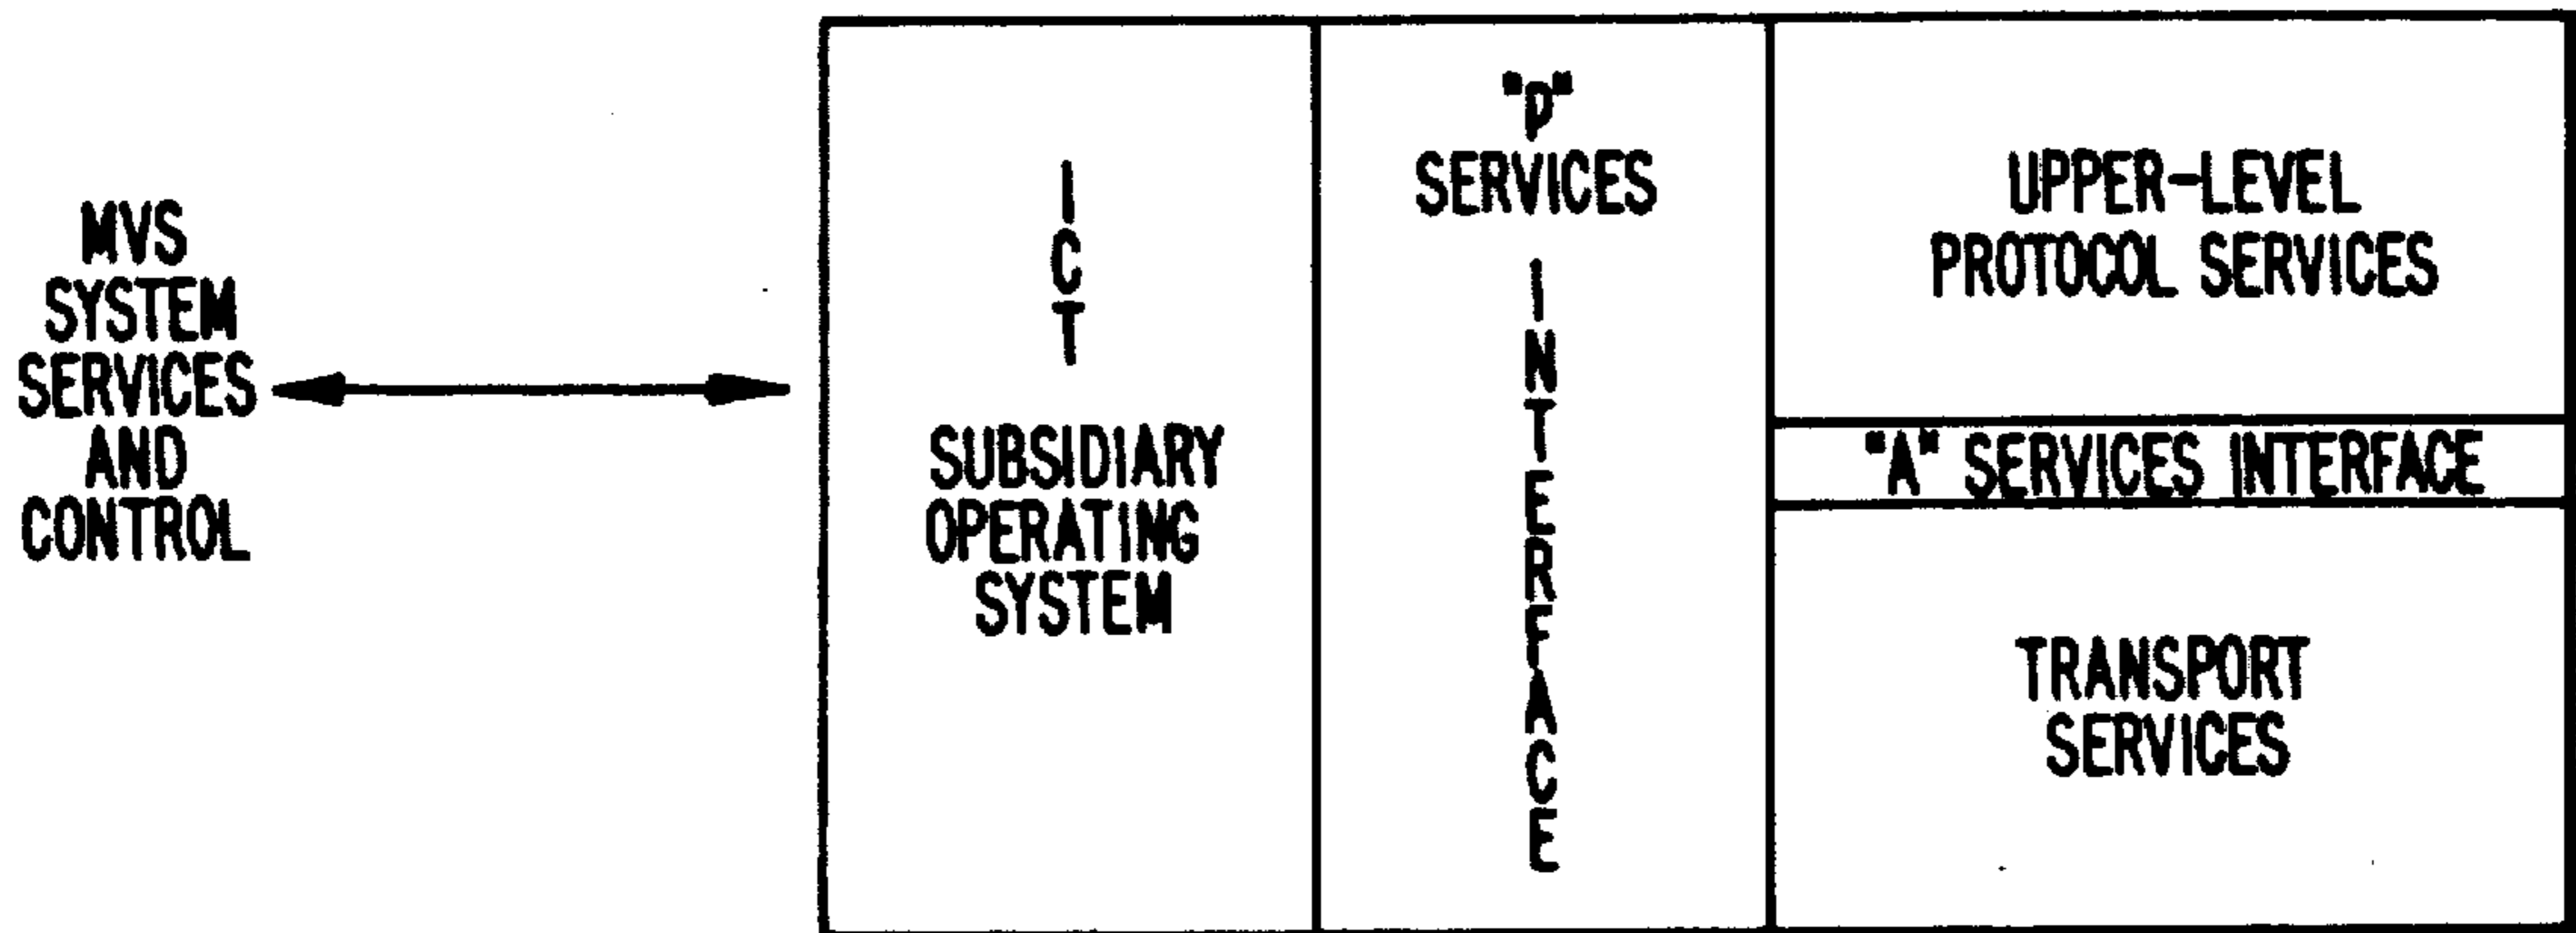 MVS
SYSTEM
SERVICES
AND
CONTROL
I
C
T
SUBSIDIARY
OPERATING
SYSTEM
"P"
SERVICES
I
N
T
E
R
F
A
C
E
UPPER-LEVEL
PROTOCOL SERVICES
"A" SERVICES INTERFACE
TRANSPORT
SERVICES